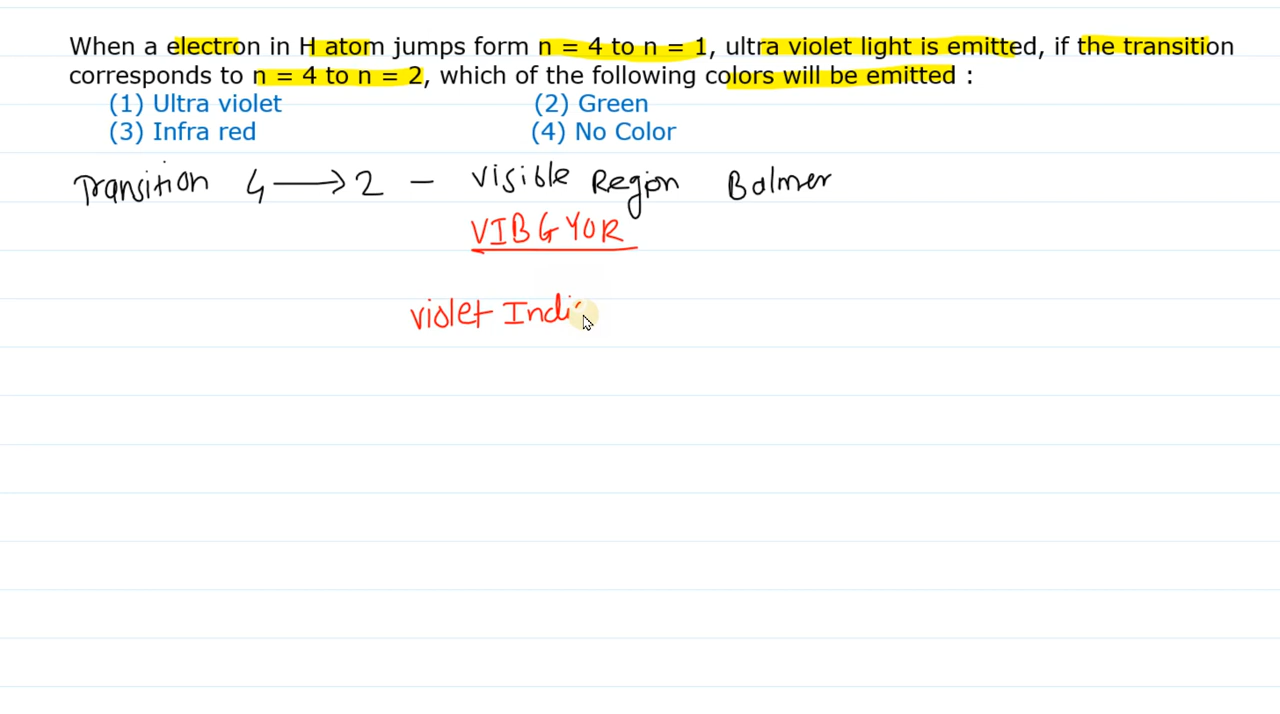 When a electron in H atom jumps form n = 4 to n = 1, ultra violet light is emitted, if the transition
corresponds to n = 4 to n = 2, which of the following colors will be emitted :
(1) Ultra violet (2) Green
(3) Infra red (4) No Color
Transition 4 → 2 - visible Region Balmer
VIBGYOR
violet Indi